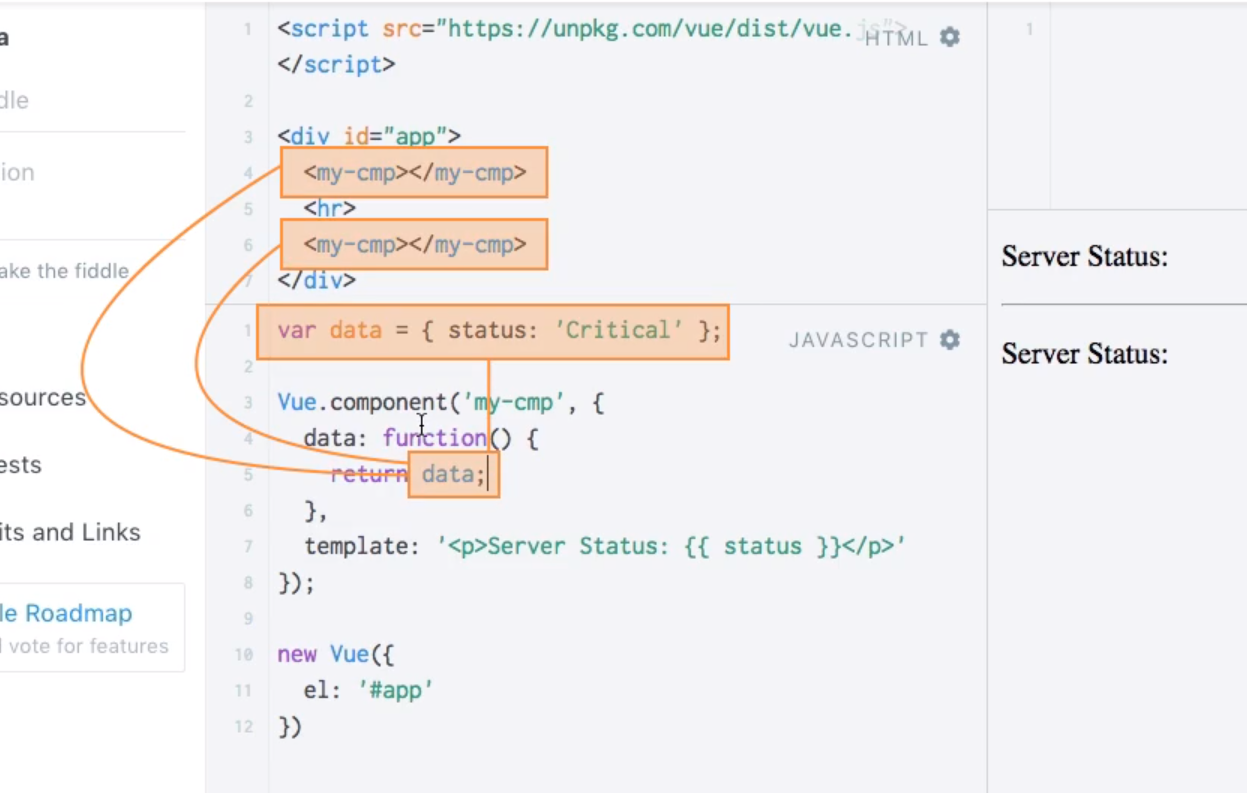 a
dle
ion
ake the fiddle
sources
ests
its and Links
le Roadmap
vote for features
1 <script src="https://unpkg.com/vue/dist/vue.js">
</script>
HTML
2
3 <div id="app">
4 <my-cmp></my-cmp>
5 <hr>
6 <my-cmp></my-cmp>
7 </div>
1 var data = { status: 'Critical' };
JAVASCRIPT
2
3 Vue.component('my-cmp', {
4 data: function() {
5 return data;
6 },
7 template: '<p>Server Status: {{ status }}</p>'
8 });
9
10 new Vue({
11 el: '#app'
12 })
1
Server Status:
Server Status: